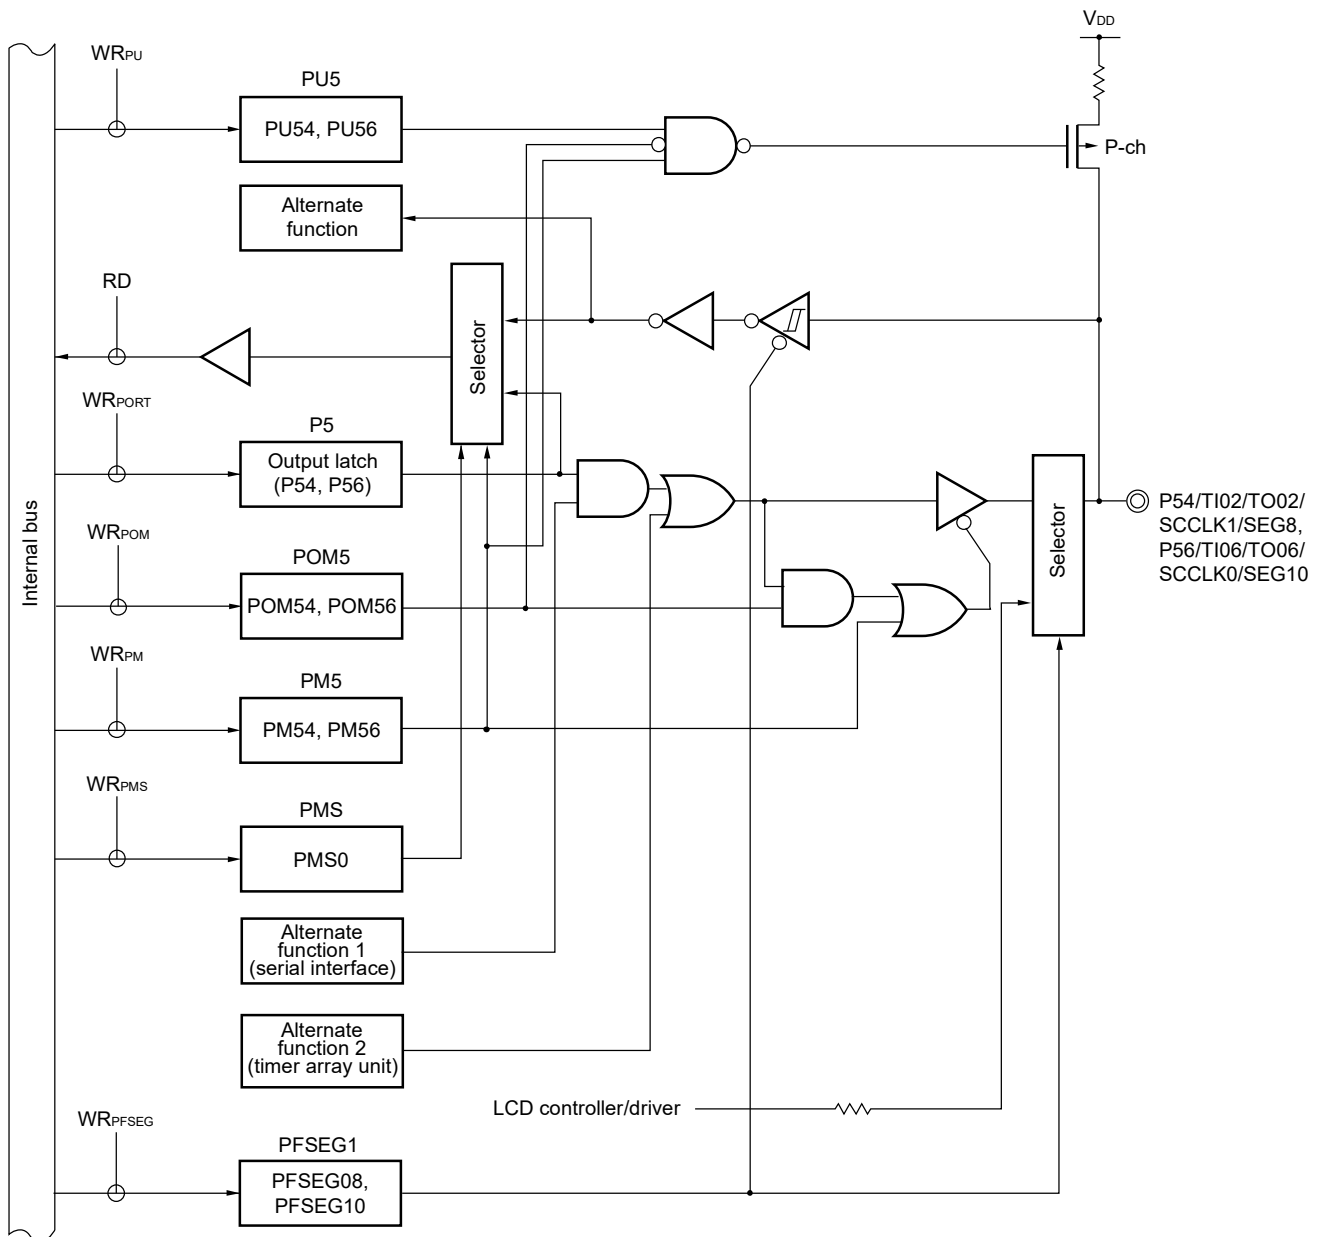 VDD
WRPU
PU5
PU54, PU56
P-ch
Alternate
function
RD
Selector
WRPORT
P5
Output latch
(P54, P56)
Internal bus
Selector
P54/TI02/TO02/
SCCLK1/SEG8,
P56/TI06/TO06/
SCCLK0/SEG10
WRPOM
POM5
POM54, POM56
WRPM
PM5
PM54, PM56
WRPMS
PMS
PMS0
Alternate
function 1
(serial interface)
Alternate
function 2
(timer array unit)
LCD controller/driver
WRPFSEG
PFSEG1
PFSEG08,
PFSEG10